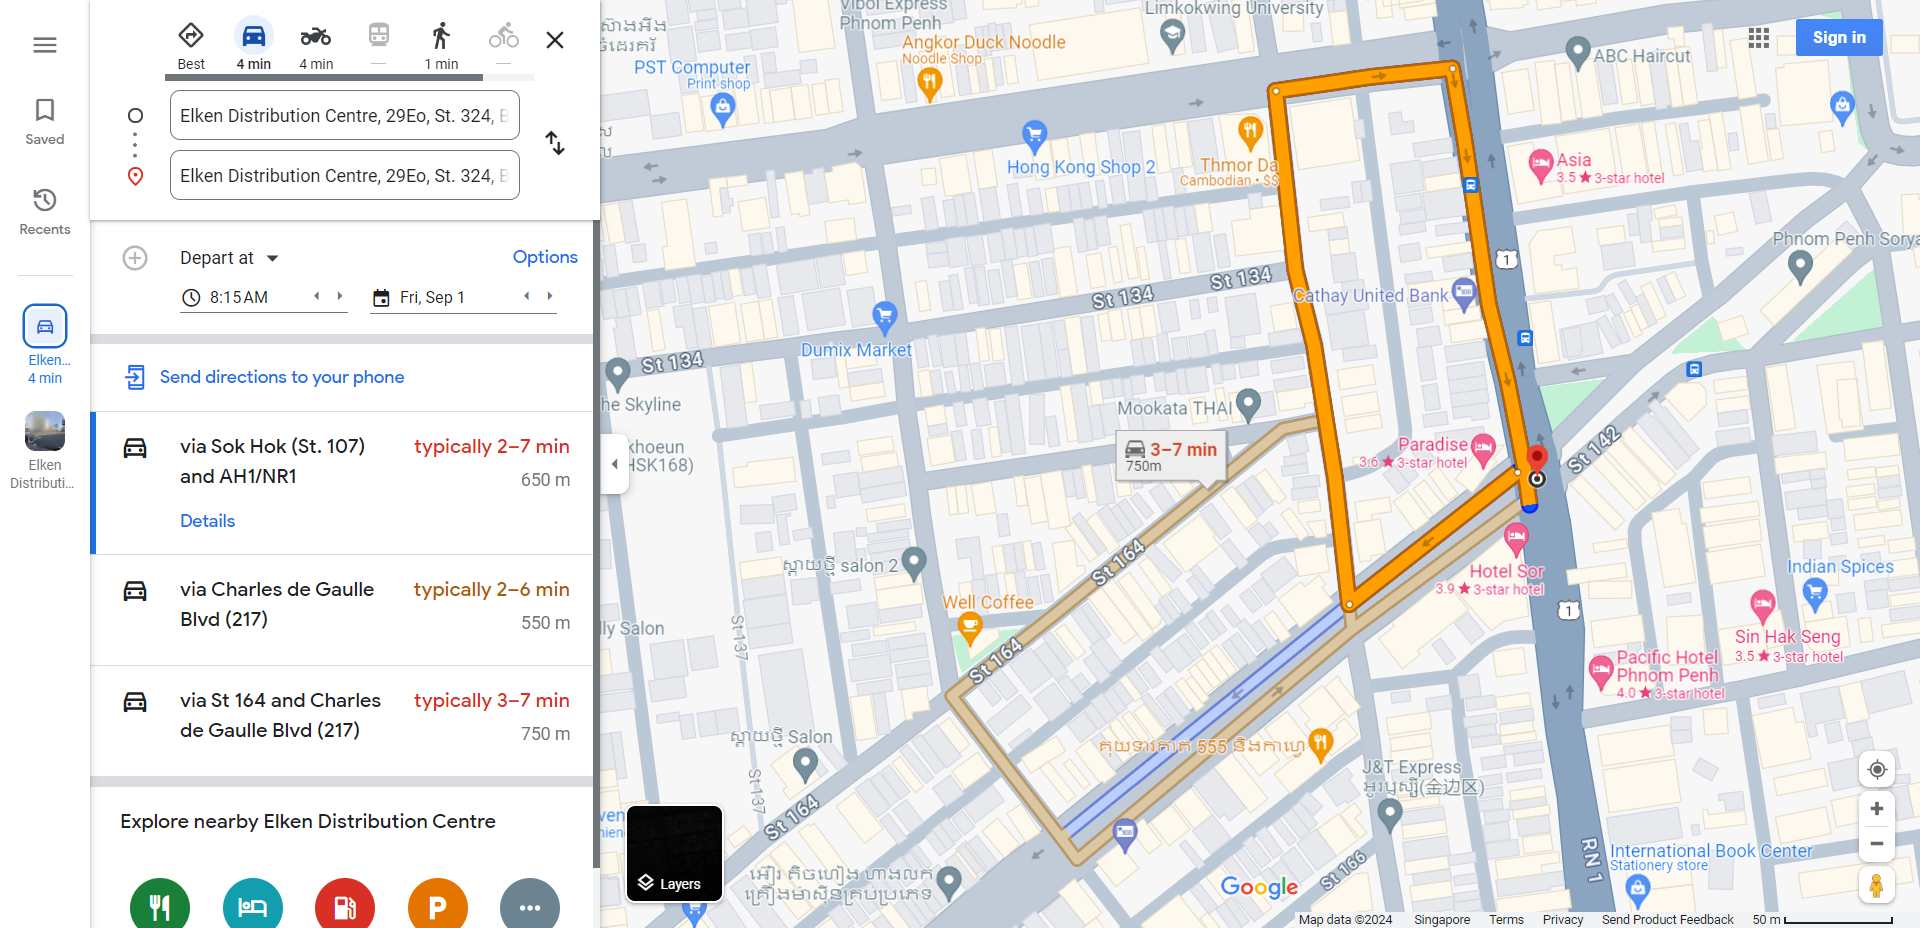 Saved
Recents
Elken...
4 min
Elken
Distributi...
Best
4 min
4 min
—
1 min
—
Elken Distribution Centre, 29Eo, St. 324, B
Elken Distribution Centre, 29Eo, St. 324, B
Depart at
Options
8:15 AM
Fri, Sep 1
Send directions to your phone
via Sok Hok (St. 107)
and AH1/NR1
typically 2–7 min
650 m
Details
via Charles de Gaulle
Blvd (217)
typically 2–6 min
550 m
via St 164 and Charles
de Gaulle Blvd (217)
typically 3–7 min
750 m
Explore nearby Elken Distribution Centre
P
Sign in
Vibol Express
Phnom Penh
Limkokwing University
Angkor Duck Noodle
Noodle Shop
PST Computer
Print shop
ABC Haircut
Hong Kong Shop 2
Thmor Da
Cambodian • $$
Asia
3.5 ★ 3-star hotel
Phnom Penh Sorya
St 134
St 134
St 134
Cathay United Bank
1
Dumix Market
he Skyline
Mookata THAI
khoeun
HSK168)
3–7 min
750m
Paradise
3.6 ★ 3-star hotel
St 142
St 164
ស្តាយថ្មី salon 2
Hotel Sor
3.9 ★ 3-star hotel
Indian Spices
Well Coffee
1
lly Salon
St 137
St 164
Sin Hak Seng
3.5 ★ 3-star hotel
Pacific Hotel
Phnom Penh
4.0 ★ 3-star hotel
ស្តាយថ្មី Salon
គុយទាវកាត់ 555 និងកាហ្វេ
J&T Express
St 137
St 164
St 166
RN 1
International Book Center
Stationery store
Layers
Google
Map data ©2024
Singapore
Terms
Privacy
Send Product Feedback
50 m